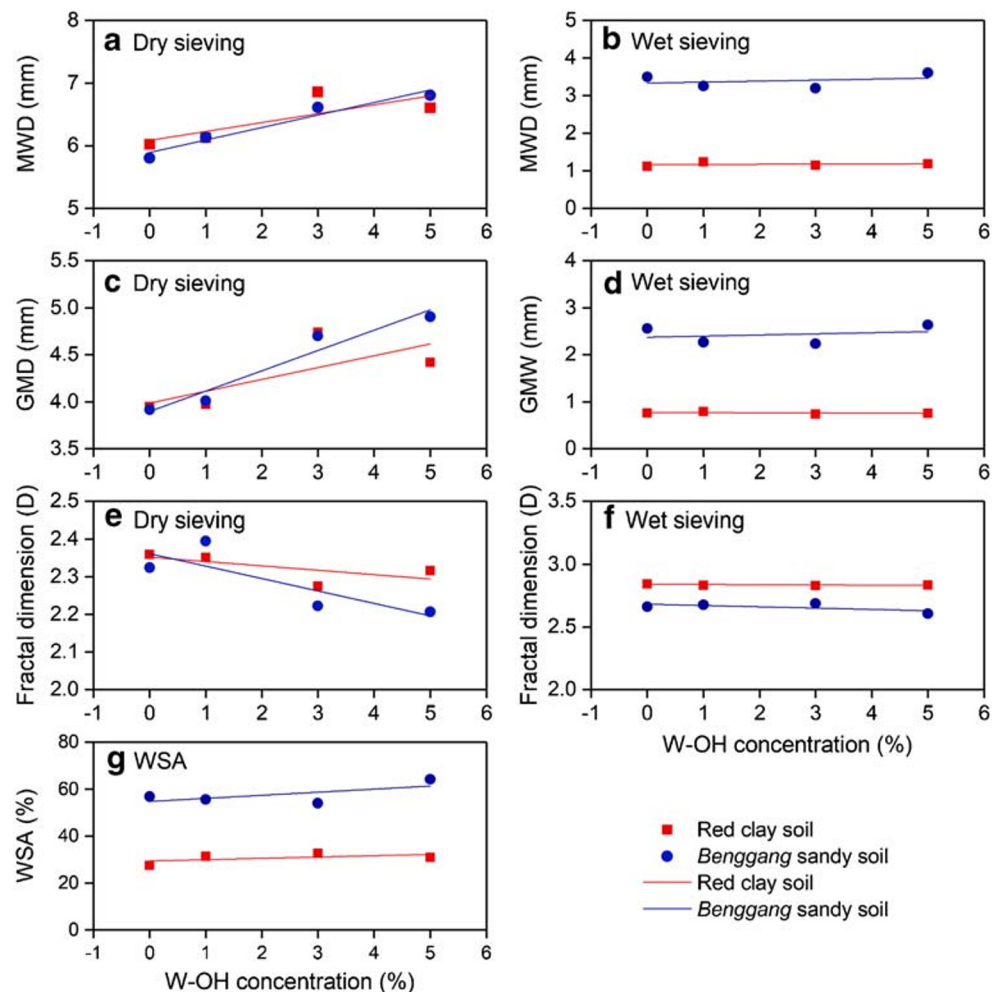 a Dry sieving
MWD (mm)
8
7
6
5
-1 0 1 2 3 4 5 6
b Wet sieving
MWD (mm)
5
4
3
2
1
0
-1 0 1 2 3 4 5 6
c Dry sieving
GMD (mm)
5.5
5.0
4.5
4.0
3.5
-1 0 1 2 3 4 5 6
d Wet sieving
GMW (mm)
4
3
2
1
0
-1 0 1 2 3 4 5 6
e Dry sieving
Fractal dimension (D)
2.5
2.4
2.3
2.2
2.1
2.0
-1 0 1 2 3 4 5 6
f Wet sieving
Fractal dimension (D)
3.5
3.0
2.5
2.0
-1 0 1 2 3 4 5 6
W-OH concentration (%)
g WSA
WSA (%)
80
60
40
20
0
-1 0 1 2 3 4 5 6
W-OH concentration (%)
Red clay soil
Benggang sandy soil
Red clay soil
Benggang sandy soil